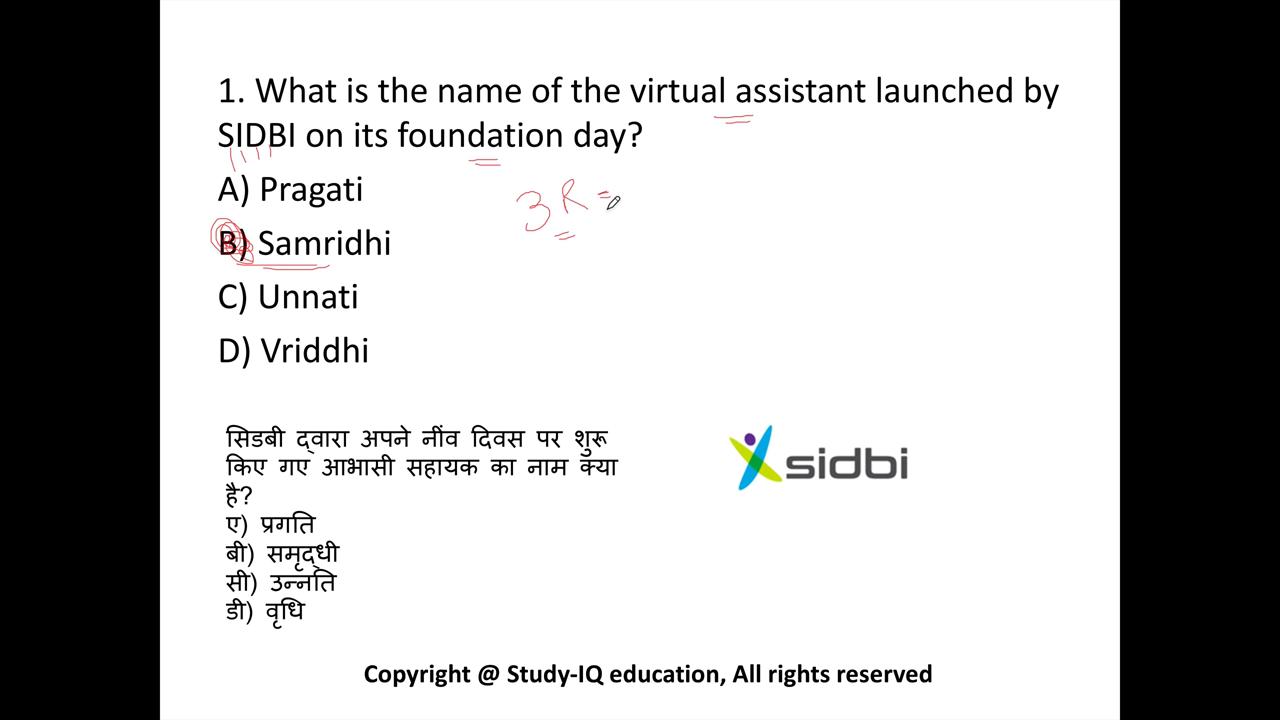 1. What is the name of the virtual assistant launched by
SIDBI on its foundation day?
A) Pragati
3 R =
B) Samridhi
C) Unnati
D) Vriddhi
सिडबी द्वारा अपने नींव दिवस पर शुरू
किए गए आभासी सहायक का नाम क्या
है?
ए) प्रगति
बी) समृद्धी
सी) उन्नति
डी) वृधि
sidbi
Copyright @ Study-IQ education, All rights reserved